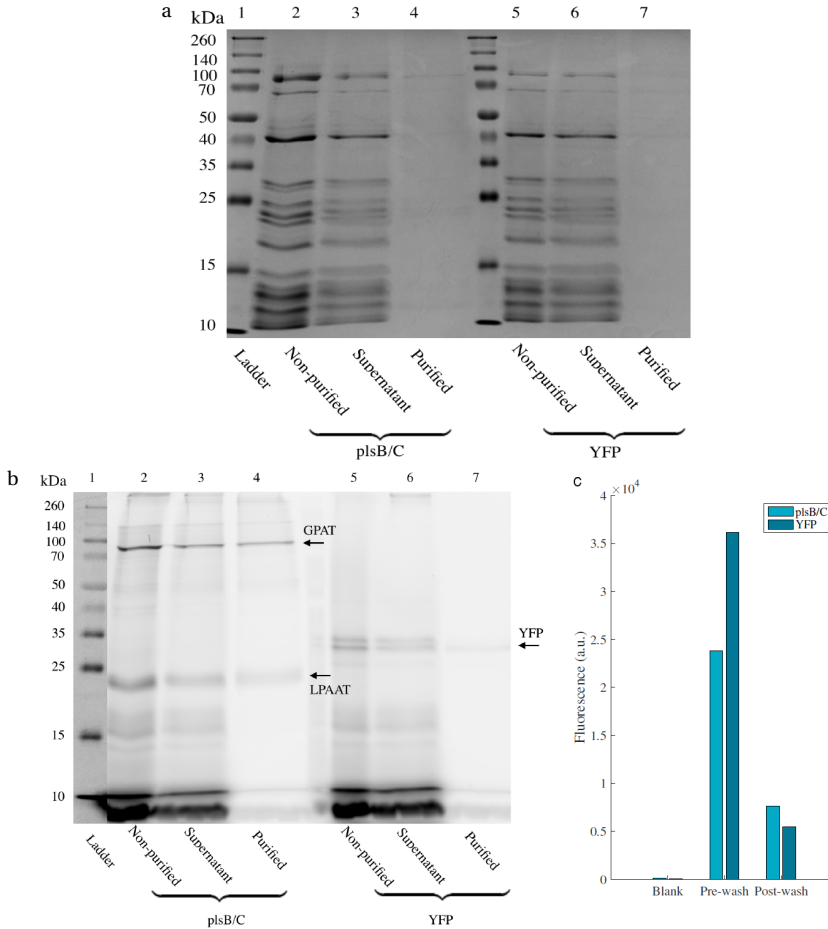 a
kDa 1 2 3 4 5 6 7
260
140
100
70
50
40
35
25
15
10
Ladder
Non-purified
Supernatant
Purified
Non-purified
Supernatant
Purified
plsB/C
YFP
b
kDa 1 2 3 4 5 6 7
260
140
100
70
50
40
35
25
15
10
GPAT
LPAAT
YFP
Ladder
Non-purified
Supernatant
Purified
Non-purified
Supernatant
Purified
plsB/C
YFP
c
×10⁴
4
3.5
3
2.5
2
1.5
1
0.5
0
Fluorescence (a.u.)
Blank Pre-wash Post-wash
plsB/C
YFP